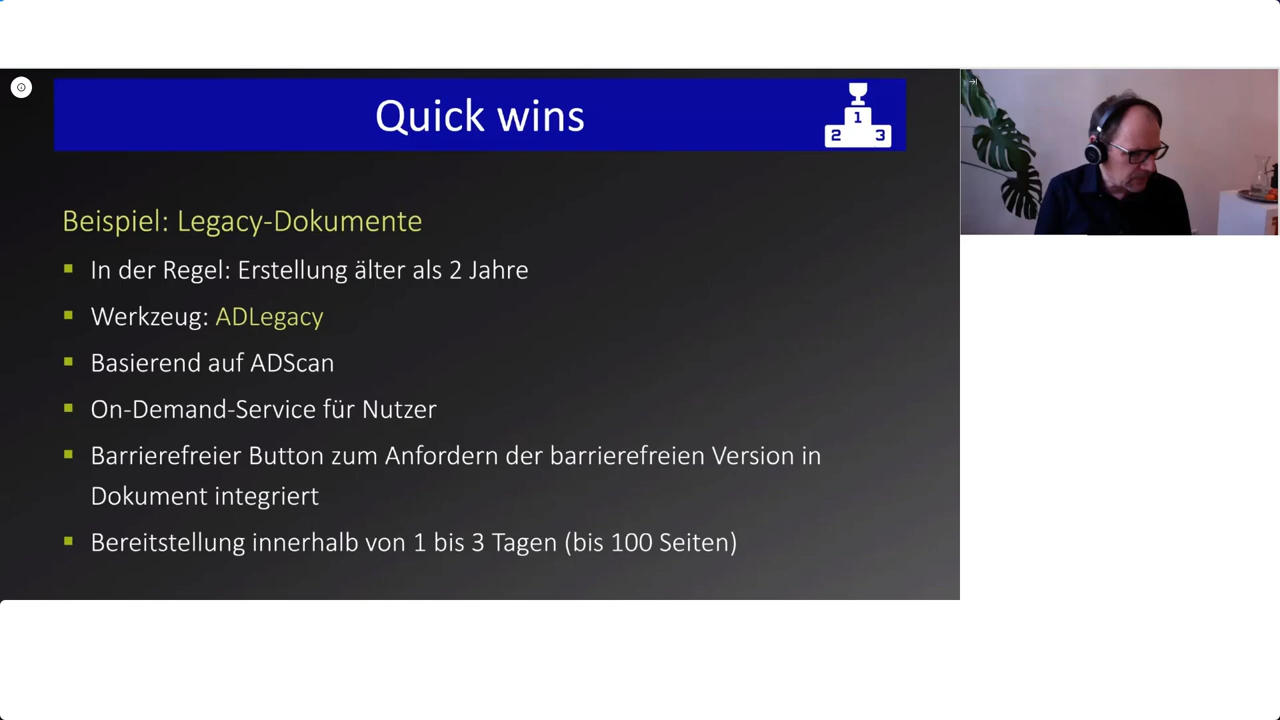 Quick wins
1
2 3
Beispiel: Legacy-Dokumente
In der Regel: Erstellung älter als 2 Jahre
Werkzeug: ADLegacy
Basierend auf ADScan
On-Demand-Service für Nutzer
Barrierefreier Button zum Anfordern der barrierefreien Version in
Dokument integriert
Bereitstellung innerhalb von 1 bis 3 Tagen (bis 100 Seiten)